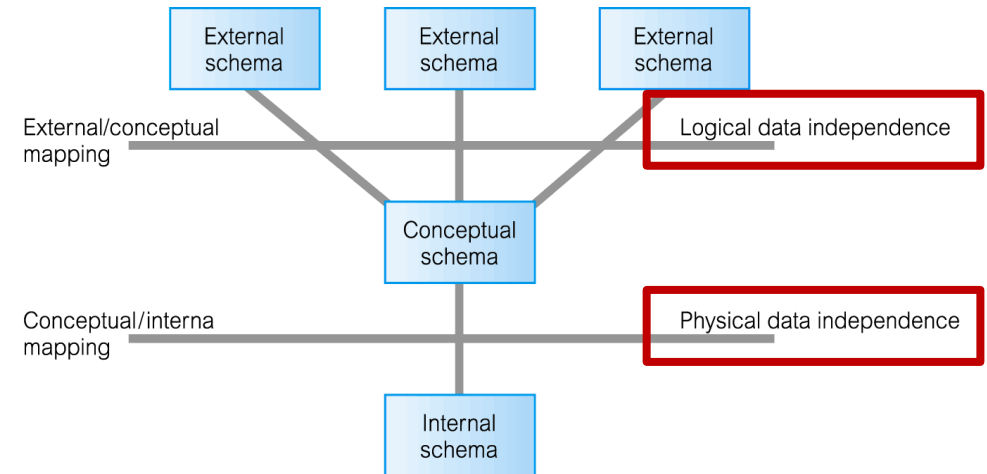 External
schema
External
schema
External
schema
External/conceptual
mapping
Logical data independence
Conceptual
schema
Conceptual/interna
mapping
Physical data independence
Internal
schema